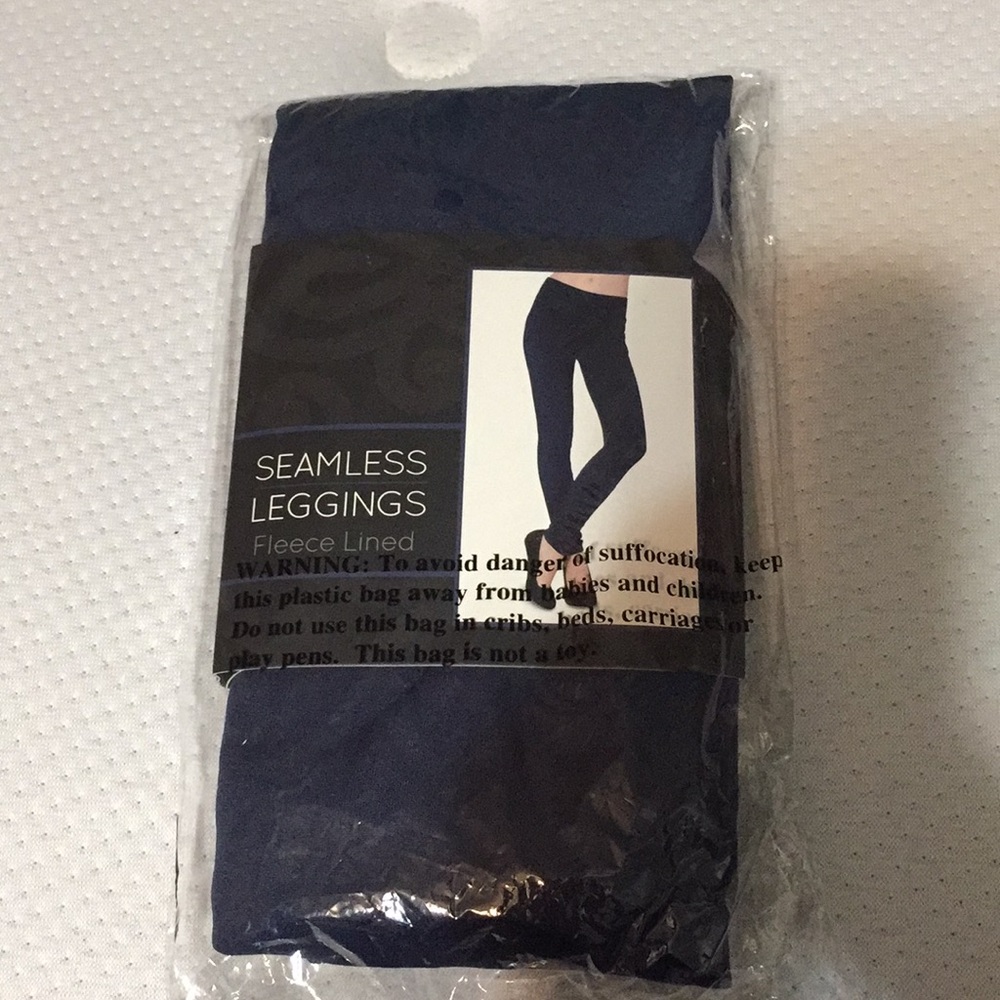 SEAMLESS
LEGGINGS
Fleece Lined
WARNING: To avoid danger of suffocation, keep
this plastic bag away from babies and children.
Do not use this bag in cribs, beds, carriages or
play pens. This bag is not a toy.